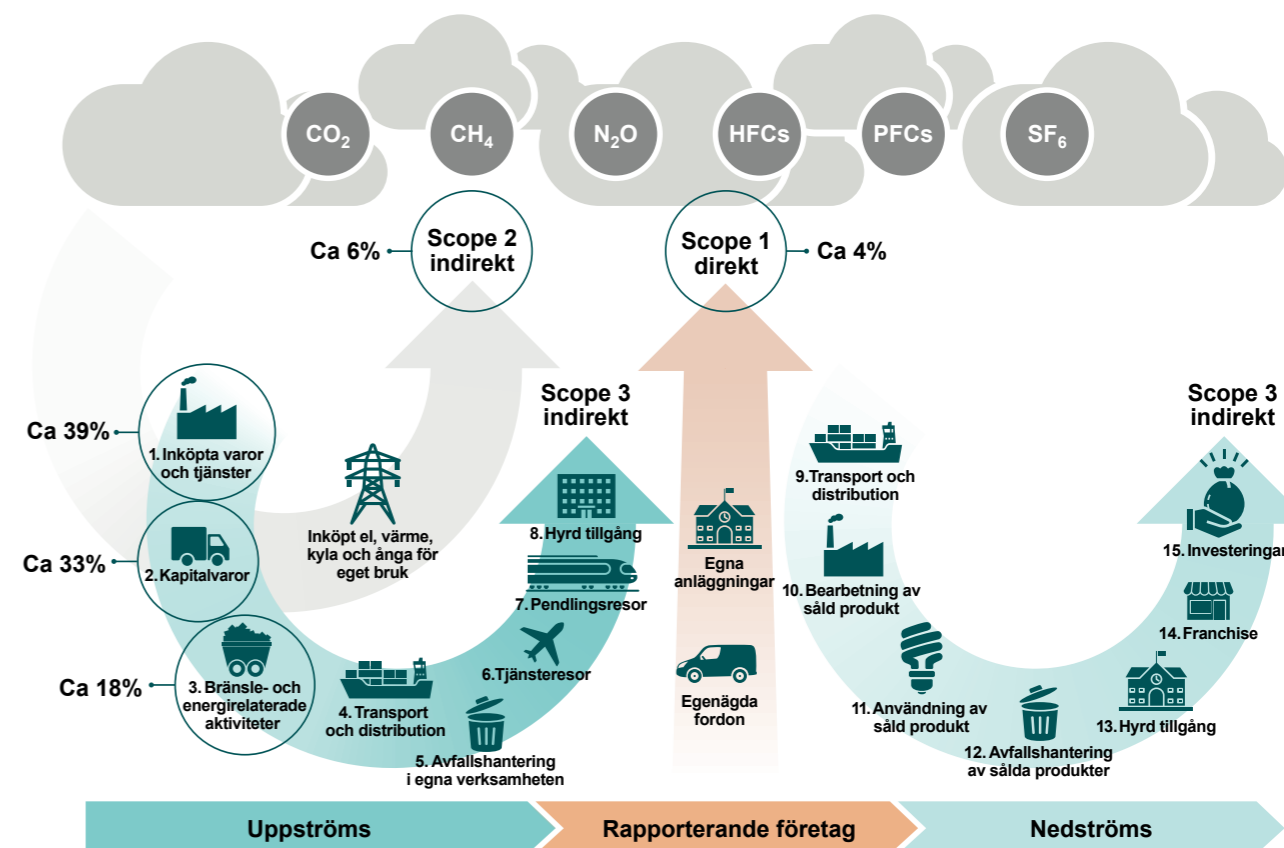 CO2
CH4
N2O
HFCs
PFCs
SF6
Ca 6%
Scope 2
indirekt
Scope 1
direkt
Ca 4%
Ca 39%
1. Inköpta varor
och tjänster
Ca 33%
2. Kapitalvaror
Ca 18%
3. Bränsle- och
energirelaterade
aktiviteter
Inköpt el, värme,
kyla och ånga för
eget bruk
4. Transport
och distribution
5. Avfallshantering
i egna verksamheten
6. Tjänsteresor
7. Pendlingsresor
8. Hyrd tillgång
Scope 3
indirekt
Egna
anläggningar
Egenägda
fordon
9. Transport och
distribution
10. Bearbetning av
såld produkt
11. Användning av
såld produkt
12. Avfallshantering
av sålda produkter
13. Hyrd tillgång
14. Franchise
15. Investeringar
Scope 3
indirekt
Uppströms
Rapporterande företag
Nedströms